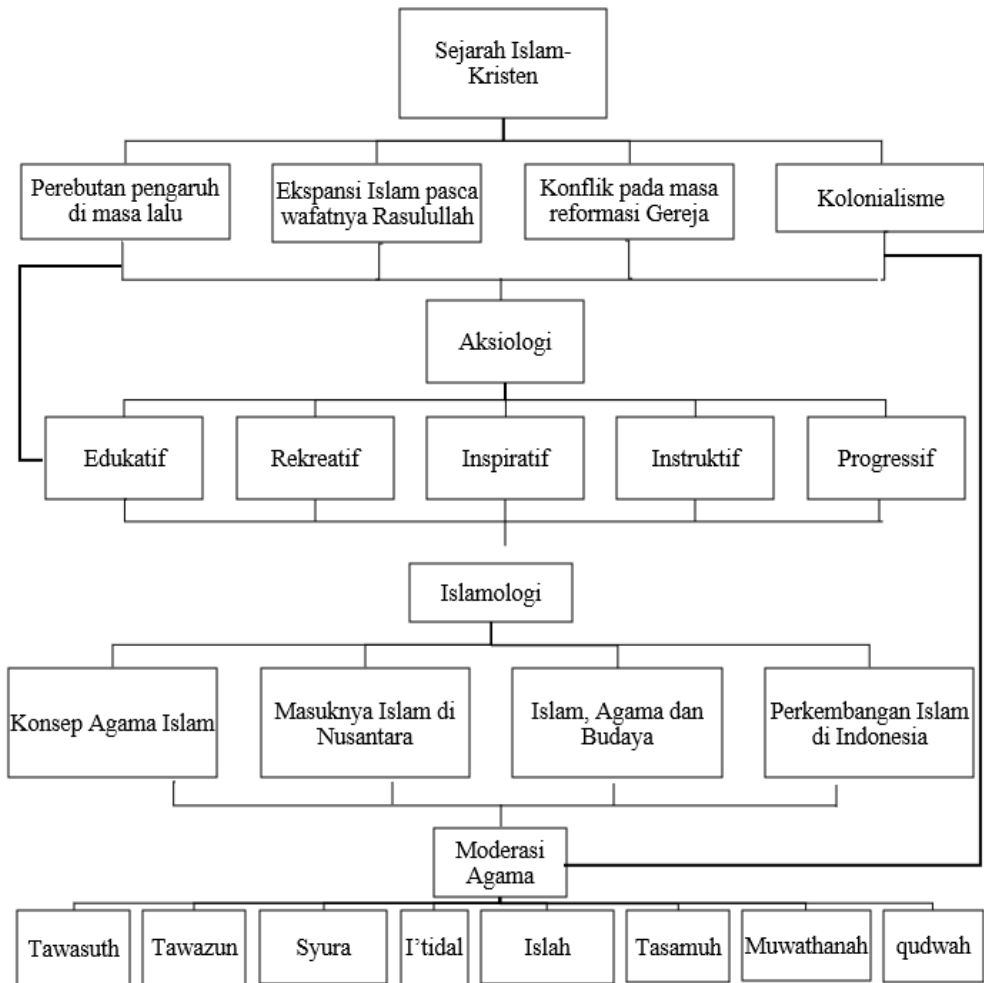 Sejarah Islam-
Kristen
Perebutan pengaruh
di masa lalu
Ekspansi Islam pasca
wafatnya Rasulullah
Konflik pada masa
reformasi Gereja
Kolonialisme
Aksiologi
Edukatif
Rekreatif
Inspiratif
Instruktif
Progressif
Islamologi
Konsep Agama Islam
Masuknya Islam di
Nusantara
Islam, Agama dan
Budaya
Perkembangan Islam
di Indonesia
Moderasi
Agama
Tawasuth
Tawazun
Syura
I’tidal
Islah
Tasamuh
Muwathanah
qudwah